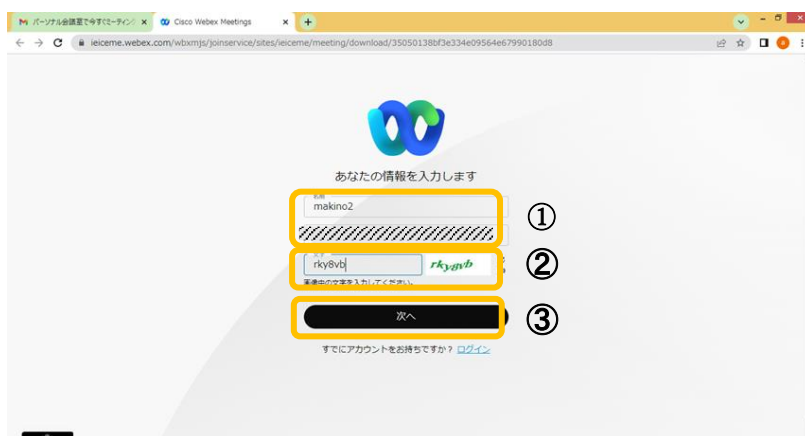 パーソナル会議室で今すぐミーティング
Cisco Webex Meetings
ieiceme.webex.com/wbxmjs/joinservice/sites/ieiceme/meeting/download/35050138bf3e334e09564e67990180d8
あなたの情報を入力します
makino2
①
rky8vb
rky8vb
②
画像中の文字を入力してください。
次へ
③
すでにアカウントをお持ちですか？ ログイン